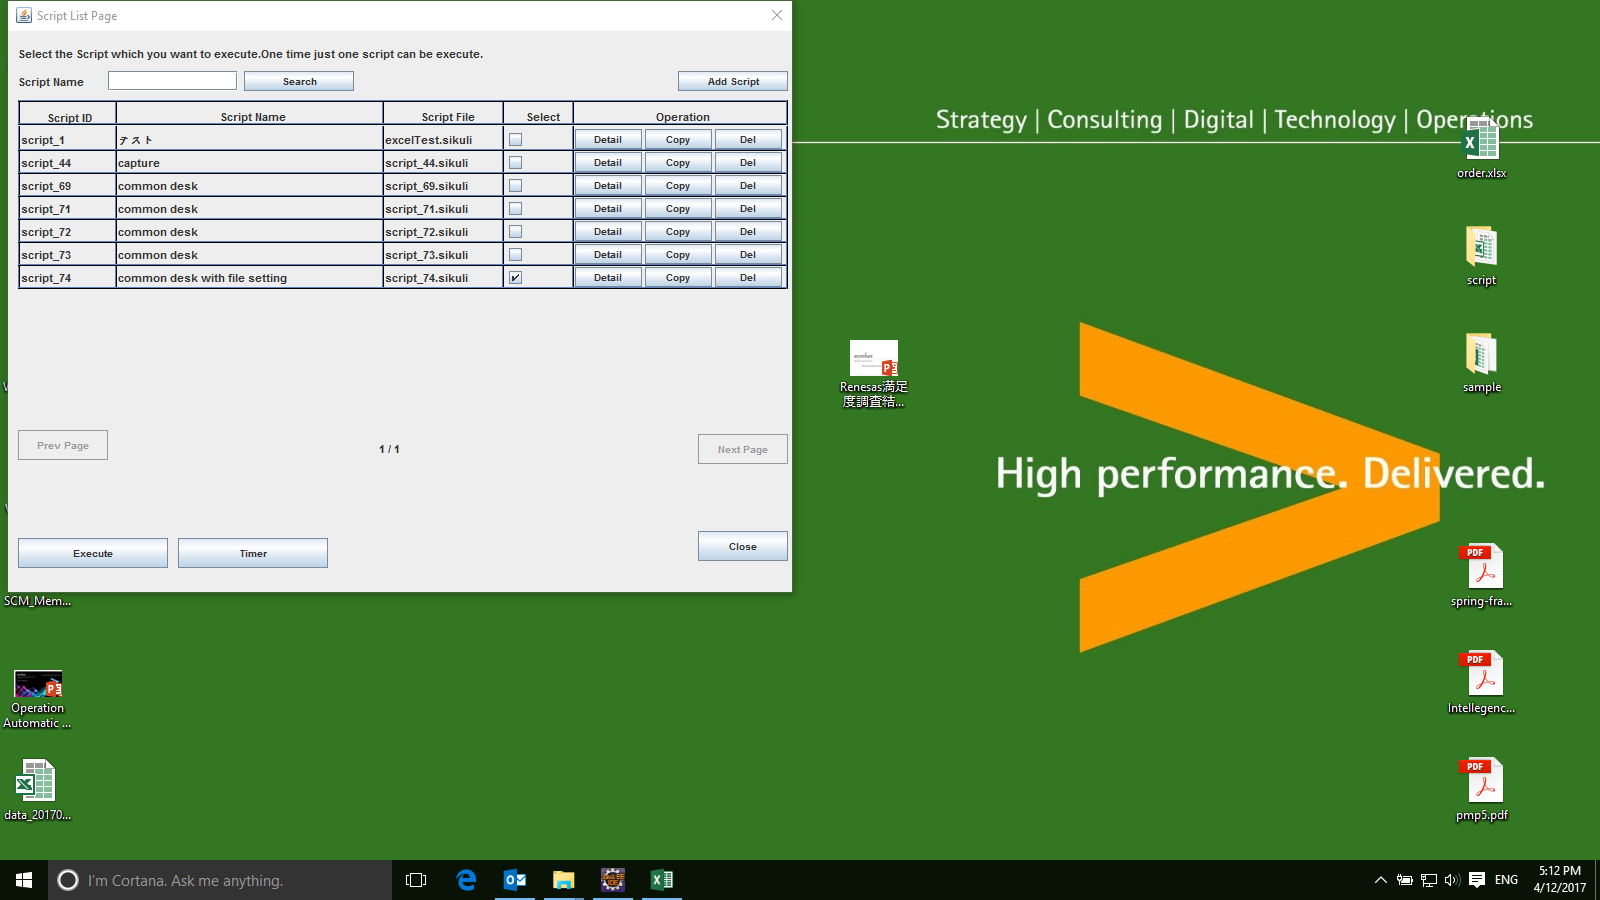 Script List Page
Select the Script which you want to execute.One time just one script can be execute.
Script Name Search Add Script
Script ID Script Name Script File Select Operation
script_1 テスト excelTest.sikuli Detail Copy Del
script_44 capture script_44.sikuli Detail Copy Del
script_69 common desk script_69.sikuli Detail Copy Del
script_71 common desk script_71.sikuli Detail Copy Del
script_72 common desk script_72.sikuli Detail Copy Del
script_73 common desk script_73.sikuli Detail Copy Del
script_74 common desk with file setting script_74.sikuli Detail Copy Del
Prev Page 1 / 1 Next Page
Execute Timer Close
SCM_Mem...
Operation
Automatic ...
data_20170...
Strategy | Consulting | Digital | Technology | Operations
order.xlsx
script
sample
Renesas満足
度調査結...
High performance. Delivered.
PDF
spring-fra...
PDF
Intellegenc...
PDF
pmp5.pdf
I'm Cortana. Ask me anything.
ENG
5:12 PM
4/12/2017